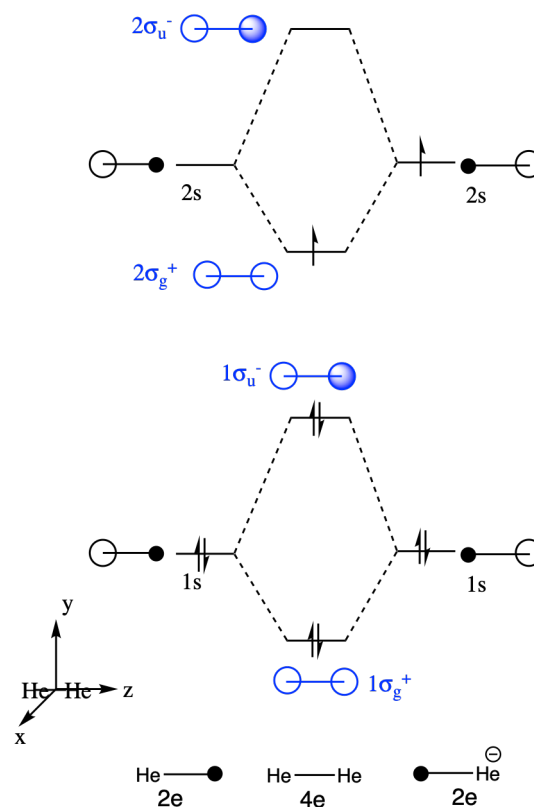 2σᵤ⁻
2s
2s
2σg⁺
1σᵤ⁻
1s
1s
1σg⁺
y
He He z
x
He He He He⊖
2e 4e 2e